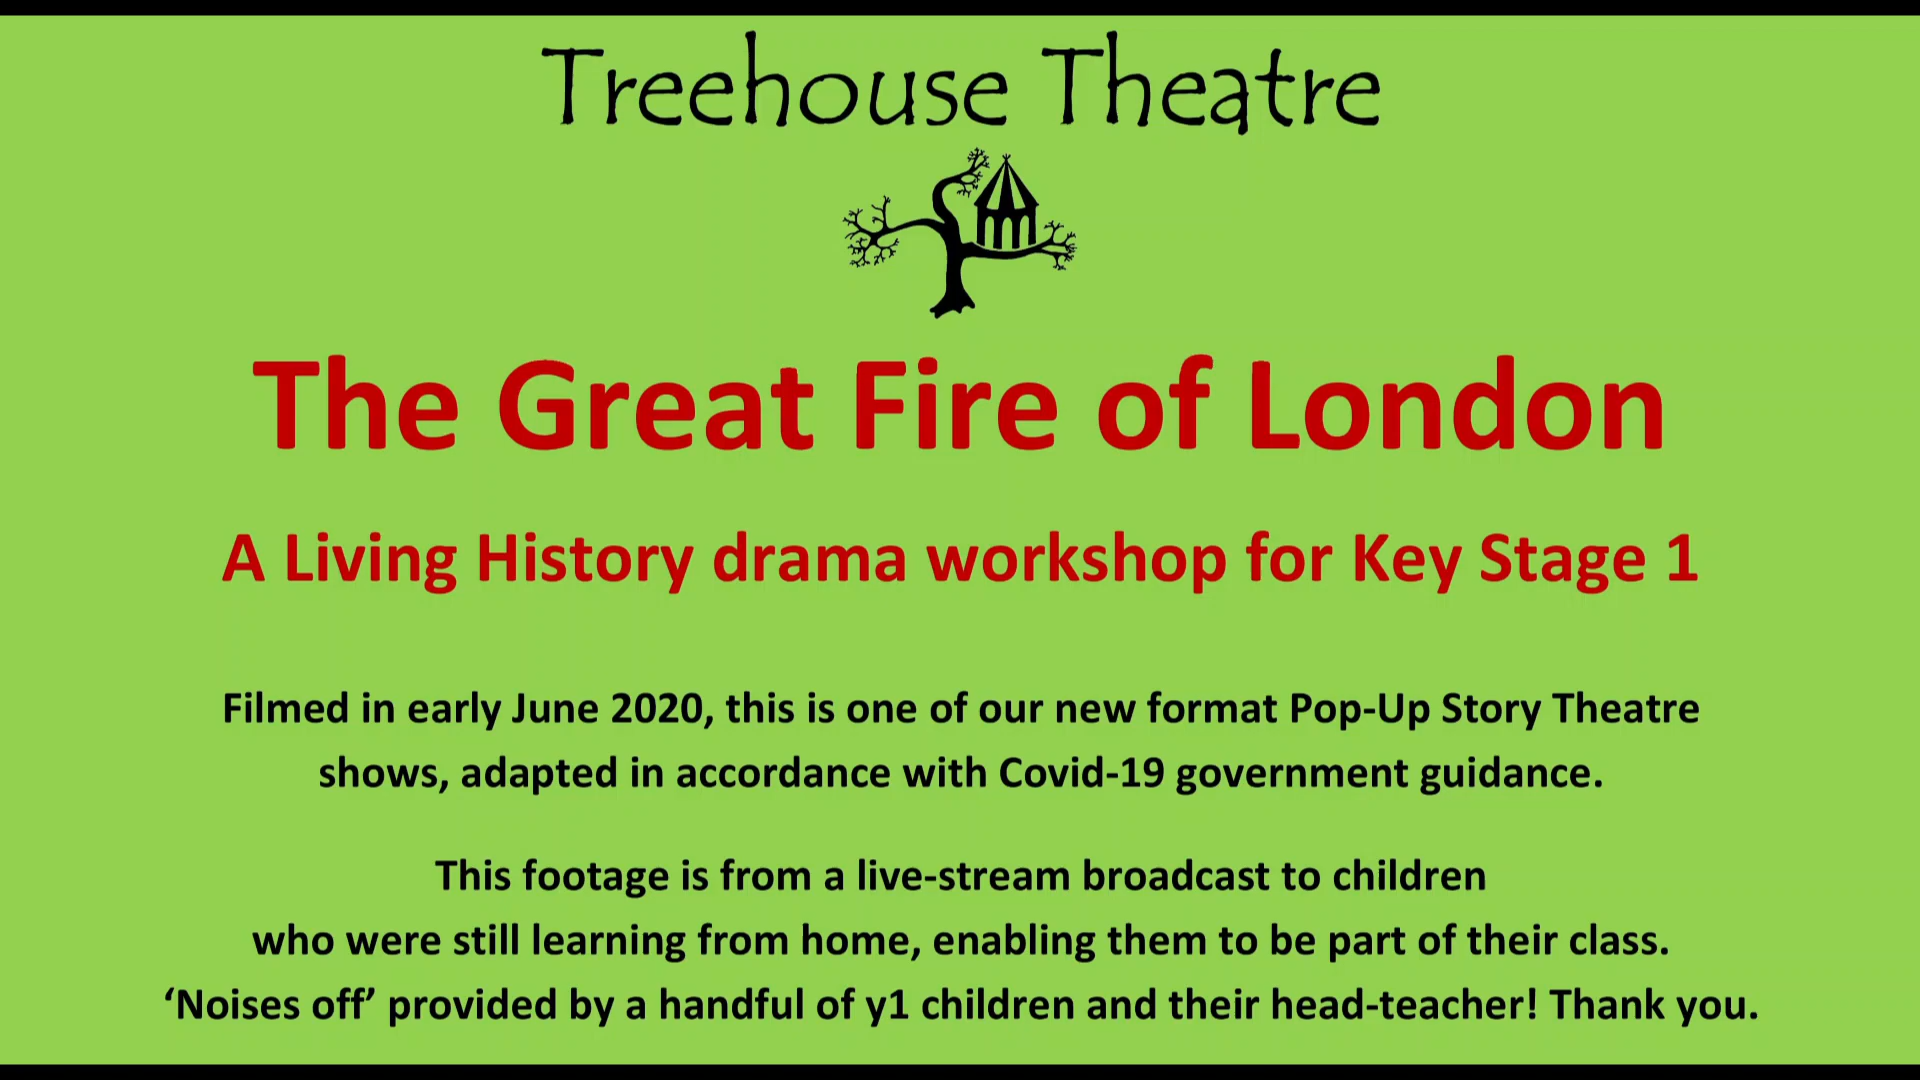 Treehouse Theatre
The Great Fire of London
A Living History drama workshop for Key Stage 1
Filmed in early June 2020, this is one of our new format Pop-Up Story Theatre
shows, adapted in accordance with Covid-19 government guidance.
This footage is from a live-stream broadcast to children
who were still learning from home, enabling them to be part of their class.
‘Noises off’ provided by a handful of y1 children and their head-teacher! Thank you.